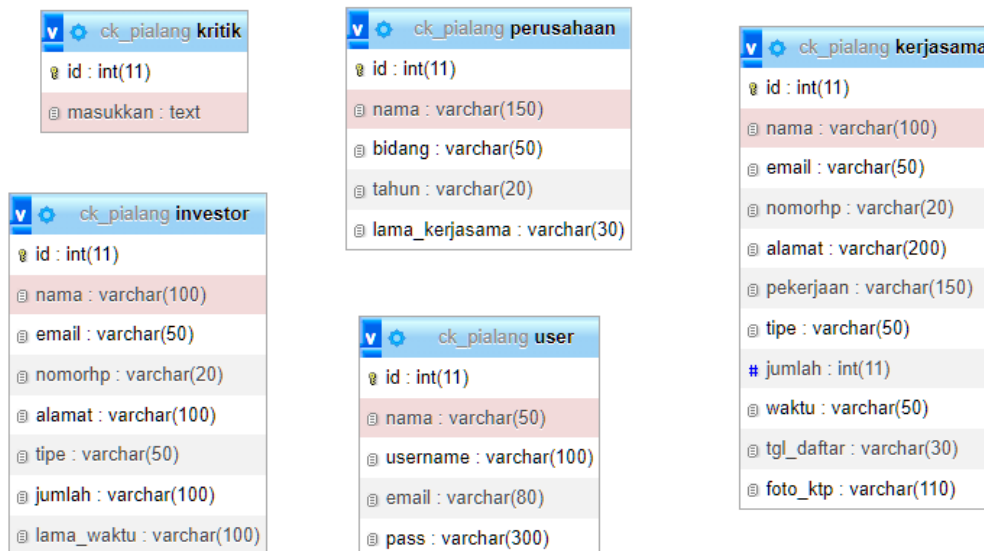 ck_pialang kritik
id : int(11)
masukkan : text
ck_pialang perusahaan
id : int(11)
nama : varchar(150)
bidang : varchar(50)
tahun : varchar(20)
lama_kerjasama : varchar(30)
ck_pialang kerjasama
id : int(11)
nama : varchar(100)
email : varchar(50)
nomorhp : varchar(20)
alamat : varchar(200)
pekerjaan : varchar(150)
tipe : varchar(50)
# jumlah : int(11)
waktu : varchar(50)
tgl_daftar : varchar(30)
foto_ktp : varchar(110)
ck_pialang investor
id : int(11)
nama : varchar(100)
email : varchar(50)
nomorhp : varchar(20)
alamat : varchar(100)
tipe : varchar(50)
jumlah : varchar(100)
lama_waktu : varchar(100)
ck_pialang user
id : int(11)
nama : varchar(50)
username : varchar(100)
email : varchar(80)
pass : varchar(300)